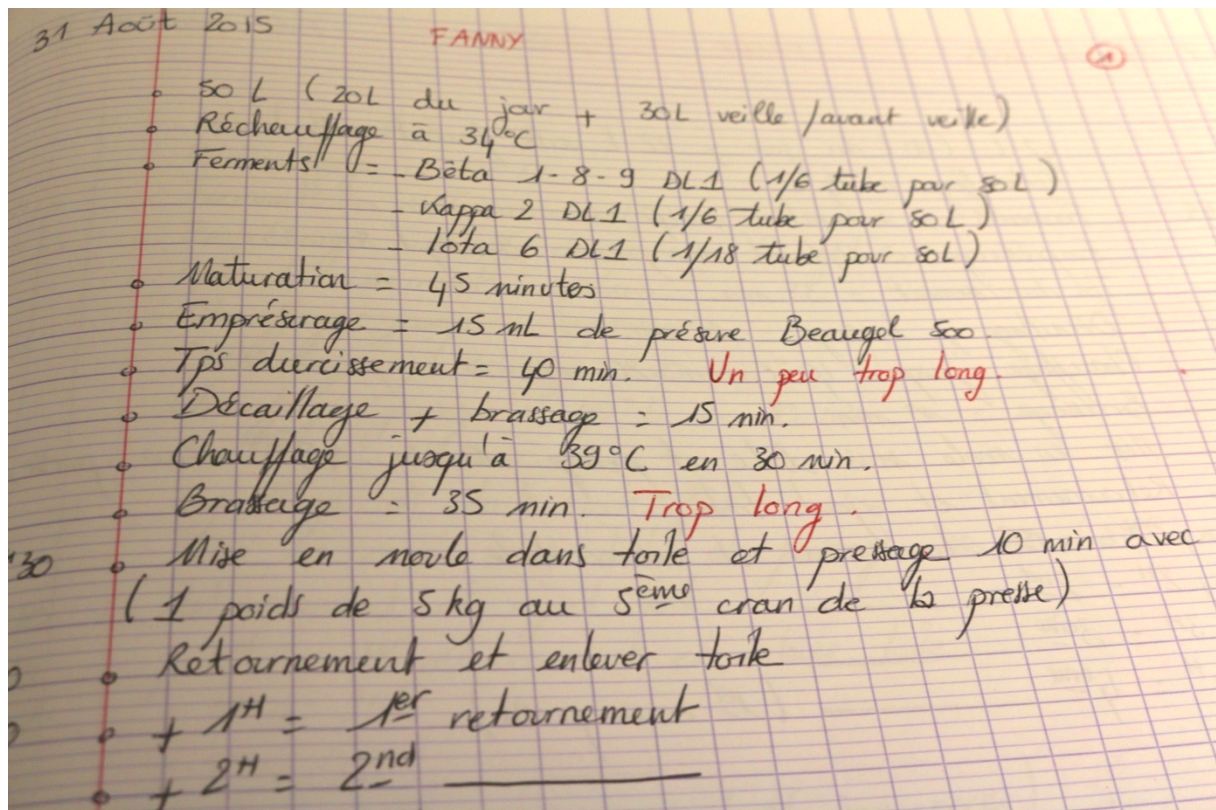 31 Août 2015 FANNY 1
50 L (20L du jour + 30L veille / avant veille)
Réchauffage à 34°C
Ferments = - Bêta 1-8-9 DL1 (1/6 tube pour 50L)
- Kappa 2 DL1 (1/6 tube pour 50L)
- Iota 6 DL1 (1/18 tube pour 50L)
Maturation = 45 minutes
Emprésurage = 15 mL de présure Beaugel 500.
Tps durcissement = 40 min. Un peu trop long.
Décaillage + brassage = 15 min.
Chauffage jusqu'à 39°C en 30 min.
Brassage = 35 min. Trop long.
30 Mise en moule dans toile et pressage 10 min avec
(1 poids de 5 kg au 5ème cran de la presse)
Retournement et enlever toile
+ 1H = 1er retournement
+ 2H = 2nd